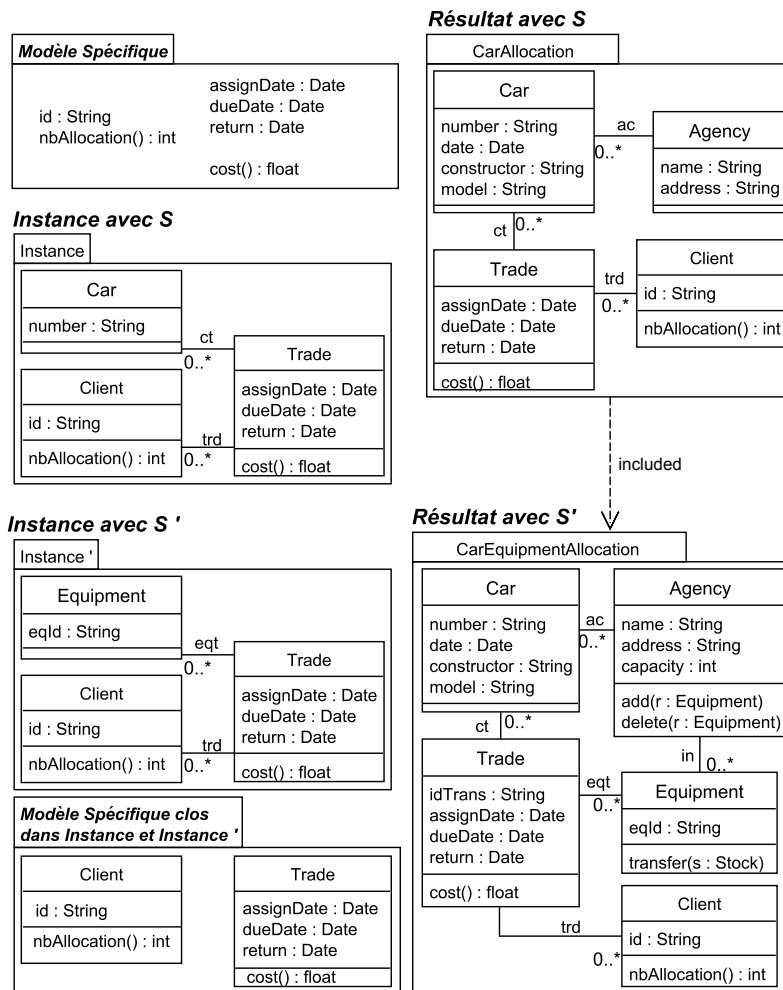 Modèle Spécifique
id : String
nbAllocation() : int
assignDate : Date
dueDate : Date
return : Date
cost() : float
Instance avec S
Instance
Car
number : String
ct
0..*
Client
id : String
nbAllocation() : int
trd
0..*
Trade
assignDate : Date
dueDate : Date
return : Date
cost() : float
Instance avec S '
Instance '
Equipment
eqId : String
eqt
0..*
Client
id : String
nbAllocation() : int
trd
0..*
Trade
assignDate : Date
dueDate : Date
return : Date
cost() : float
Modèle Spécifique clos
dans Instance et Instance '
Client
id : String
nbAllocation() : int
Trade
assignDate : Date
dueDate : Date
return : Date
cost() : float
Résultat avec S
CarAllocation
Car
number : String
date : Date
constructor : String
model : String
ac
0..*
Agency
name : String
address : String
ct
0..*
Trade
assignDate : Date
dueDate : Date
return : Date
cost() : float
trd
0..*
Client
id : String
nbAllocation() : int
included
Résultat avec S'
CarEquipmentAllocation
Car
number : String
date : Date
constructor : String
model : String
ac
0..*
Agency
name : String
address : String
capacity : int
add(r : Equipment)
delete(r : Equipment)
ct
0..*
in
0..*
Trade
idTrans : String
assignDate : Date
dueDate : Date
return : Date
cost() : float
eqt
0..*
Equipment
eqId : String
transfer(s : Stock)
trd
0..*
Client
id : String
nbAllocation() : int